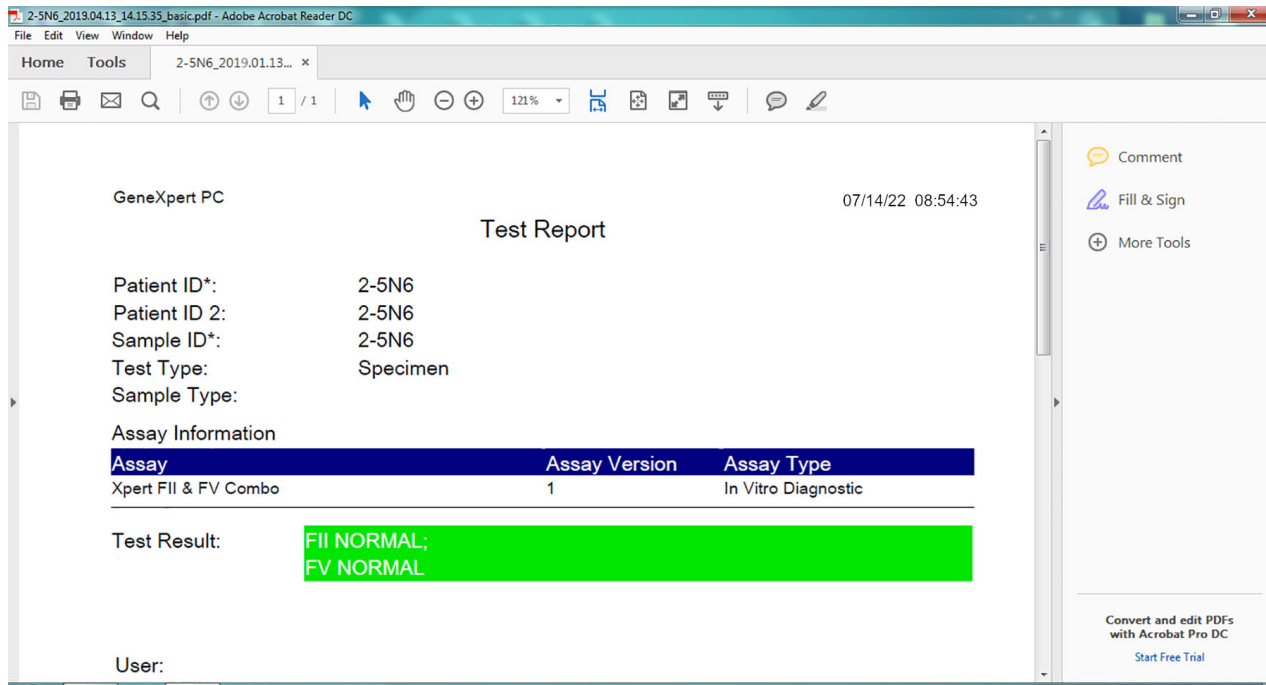 2-5N6_2019.04.13_14.15.35_basic.pdf - Adobe Acrobat Reader DC
File Edit View Window Help
Home Tools 2-5N6_2019.01.13... ×
1 / 1 121%
Comment
Fill & Sign
More Tools
GeneXpert PC 07/14/22 08:54:43
Test Report
Patient ID*: 2-5N6
Patient ID 2: 2-5N6
Sample ID*: 2-5N6
Test Type: Specimen
Sample Type:
Assay Information
Assay Assay Version Assay Type
Xpert FII & FV Combo 1 In Vitro Diagnostic
Test Result: FII NORMAL;
FV NORMAL
User:
Convert and edit PDFs
with Acrobat Pro DC
Start Free Trial